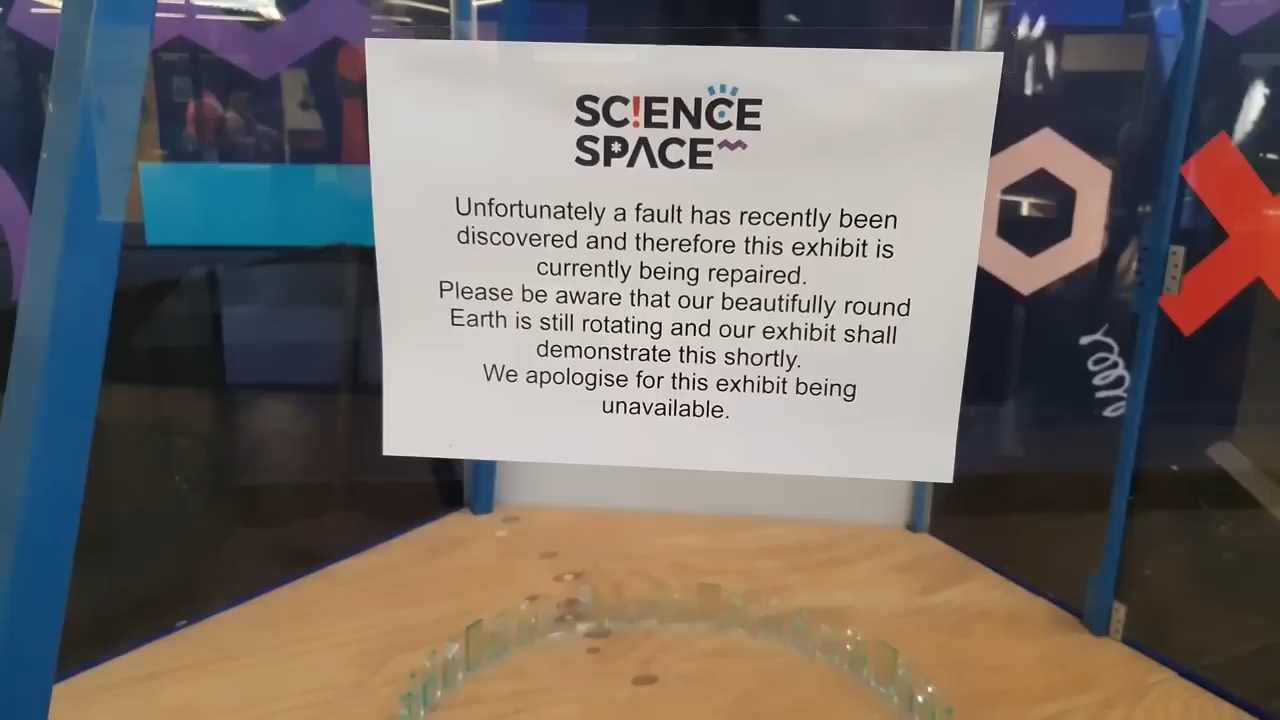 SC!ENCE
SPACE
Unfortunately a fault has recently been
discovered and therefore this exhibit is
currently being repaired.
Please be aware that our beautifully round
Earth is still rotating and our exhibit shall
demonstrate this shortly.
We apologise for this exhibit being
unavailable.